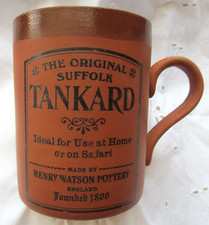 THE ORIGINAL
SUFFOLK
TANKARD
Ideal for Use at Home
or on Safari
MADE BY
HENRY WATSON POTTERY
ENGLAND
Founded 1800